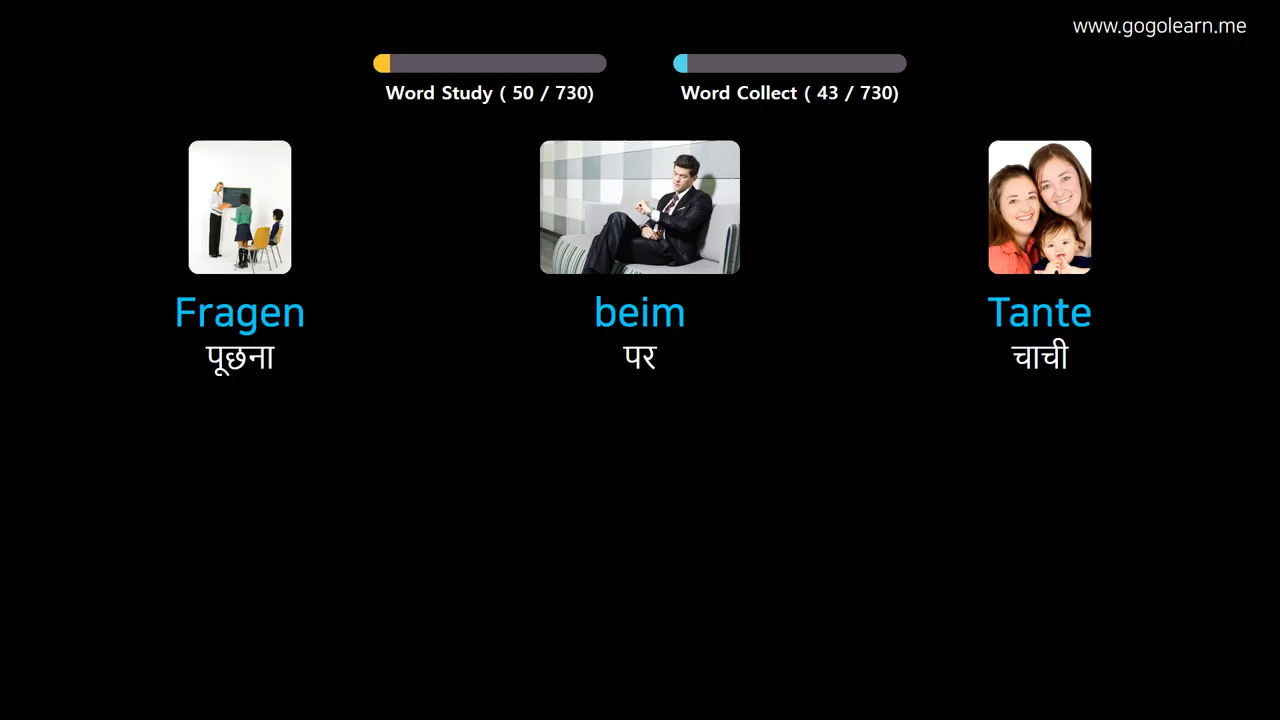 www.gogolearn.me
Word Study ( 50 / 730)
Word Collect ( 43 / 730)
Fragen
पूछना
beim
पर
Tante
चाची